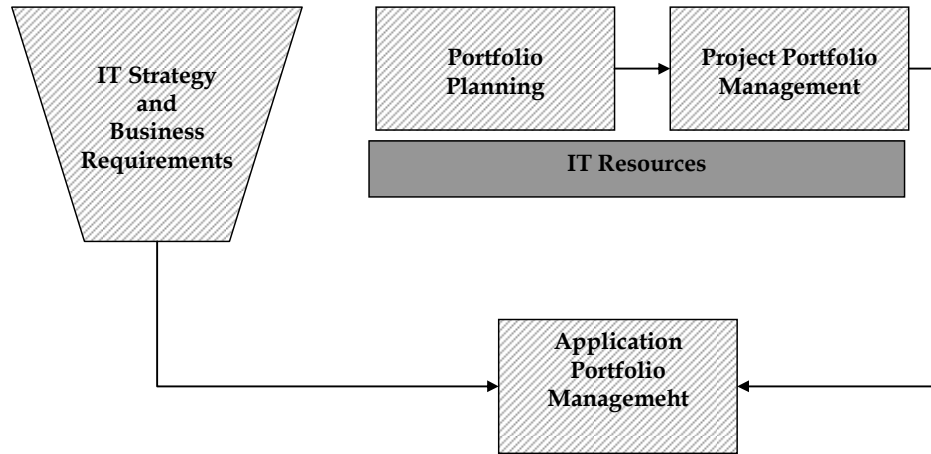 IT Strategy
and
Business
Requirements
Portfolio
Planning
Project Portfolio
Management
IT Resources
Application
Portfolio
Managemeht